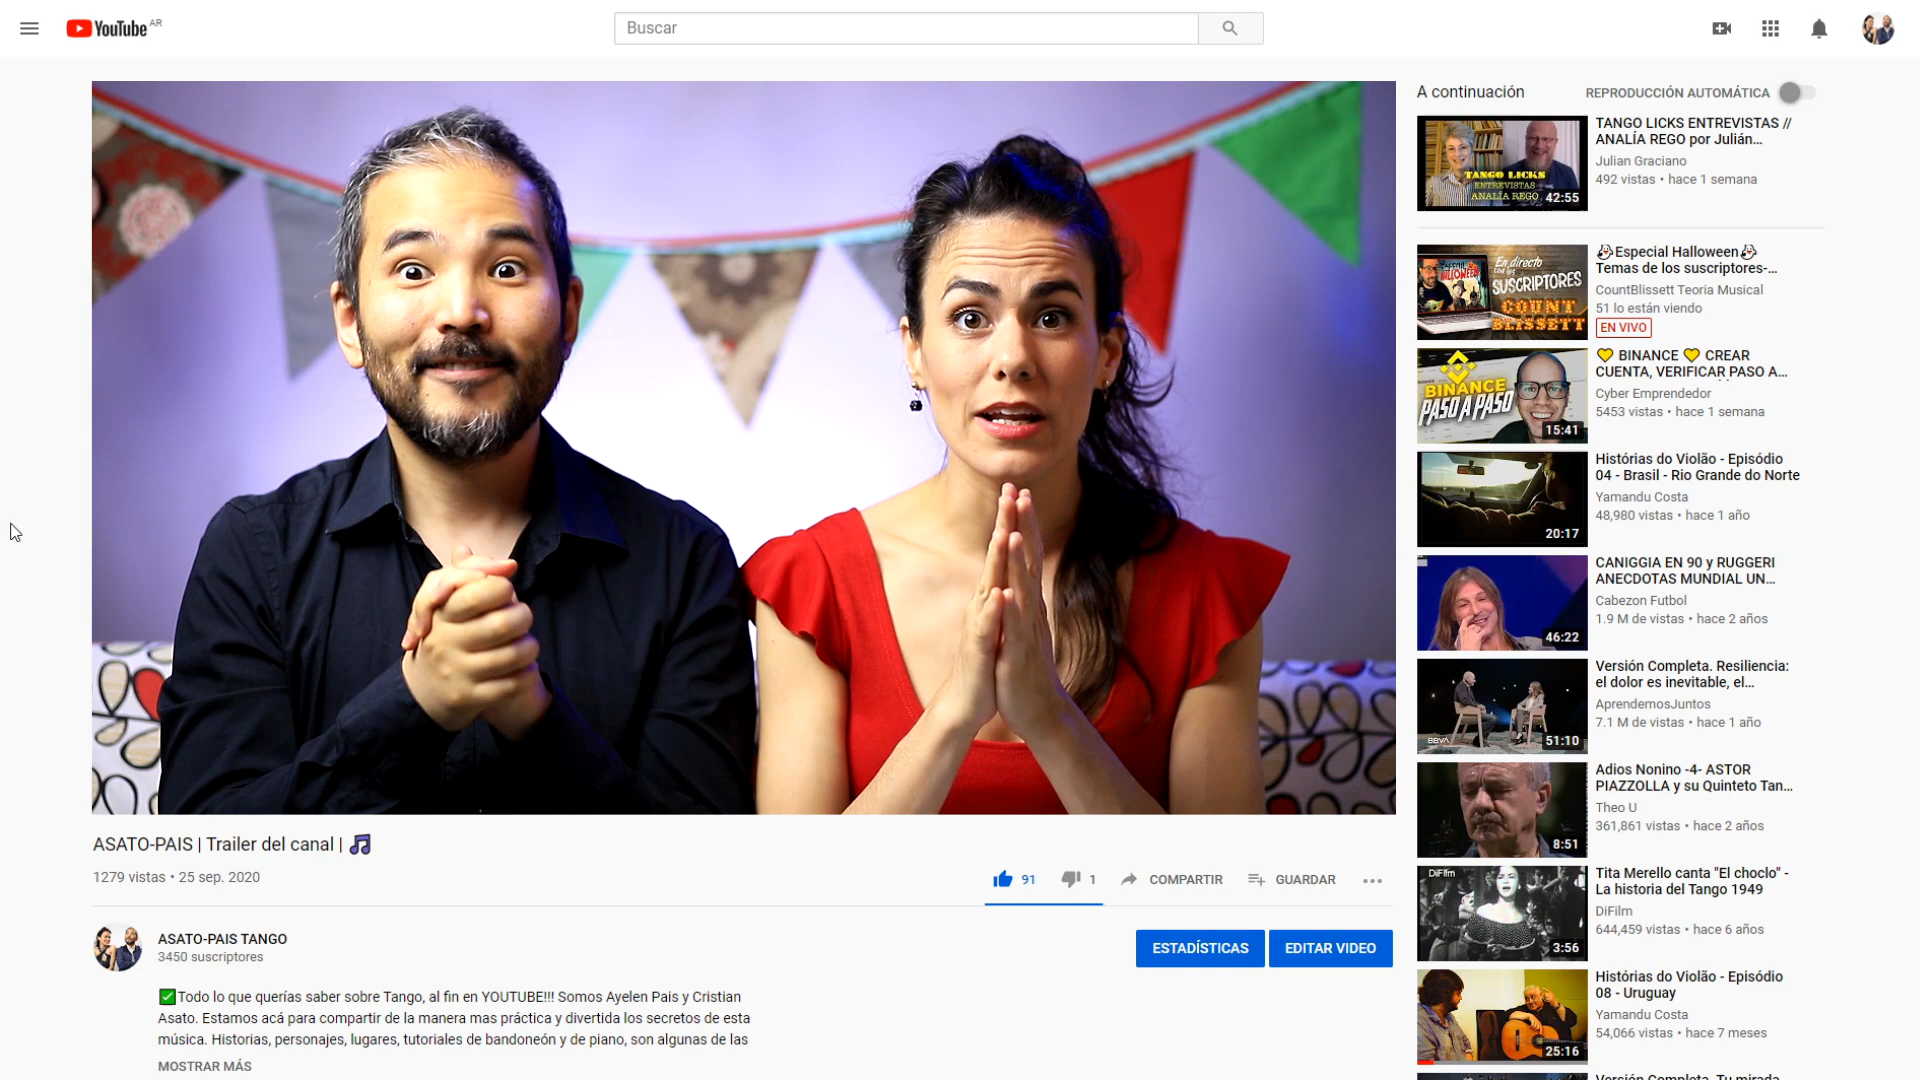 YouTube AR
Buscar
A continuación
REPRODUCCIÓN AUTOMÁTICA
TANGO LICKS
ENTREVISTAS
ANALÍA REGO
42:55
TANGO LICKS ENTREVISTAS //
ANALÍA REGO por Julián...
Julian Graciano
492 vistas • hace 1 semana
En directo
con los
SUSCRIPTORES
COUNT
BLISSETT
👻Especial Halloween👻
Temas de los suscriptores-...
CountBlissett Teoria Musical
51 lo están viendo
EN VIVO
BINANCE
PASO A PASO
15:41
💛 BINANCE 💛 CREAR
CUENTA, VERIFICAR PASO A...
Cyber Emprendedor
5453 vistas • hace 1 semana
20:17
Histórias do Violão - Episódio
04 - Brasil - Rio Grande do Norte
Yamandu Costa
48,980 vistas • hace 1 año
46:22
CANIGGIA EN 90 y RUGGERI
ANECDOTAS MUNDIAL UN...
Cabezon Futbol
1.9 M de vistas • hace 2 años
BBVA
51:10
Versión Completa. Resiliencia:
el dolor es inevitable, el...
AprendemosJuntos
7.1 M de vistas • hace 1 año
8:51
Adios Nonino -4- ASTOR
PIAZZOLLA y su Quinteto Tan...
Theo U
361,861 vistas • hace 2 años
DiFilm
3:56
Tita Merello canta "El choclo" -
La historia del Tango 1949
DiFilm
644,459 vistas • hace 6 años
25:16
Histórias do Violão - Episódio
08 - Uruguay
Yamandu Costa
54,066 vistas • hace 7 meses
Versión Completa. Tu mirada
ASATO-PAIS | Trailer del canal | 🎵
1279 vistas • 25 sep. 2020
91
1
COMPARTIR
GUARDAR
ASATO-PAIS TANGO
3450 suscriptores
ESTADÍSTICAS
EDITAR VIDEO
✅Todo lo que querías saber sobre Tango, al fin en YOUTUBE!!! Somos Ayelen Pais y Cristian
Asato. Estamos acá para compartir de la manera mas práctica y divertida los secretos de esta
música. Historias, personajes, lugares, tutoriales de bandoneón y de piano, son algunas de las
MOSTRAR MÁS